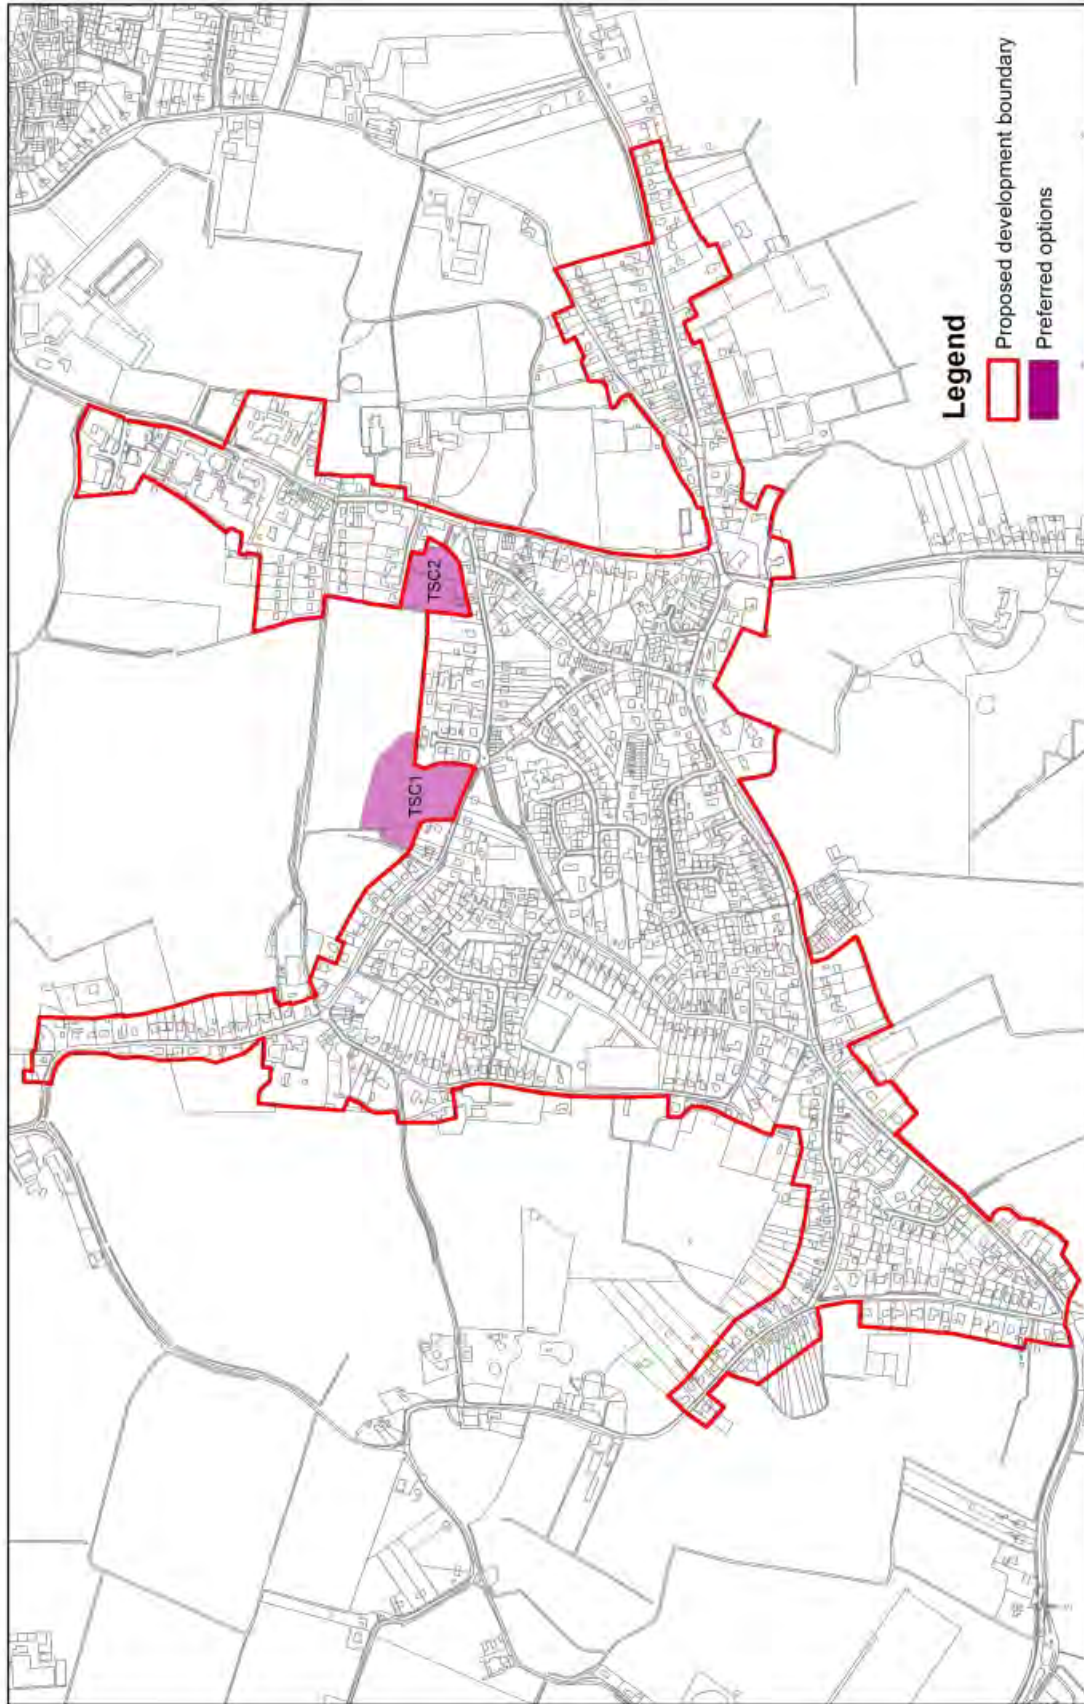 TSC1
TSC2
Legend
Proposed development boundary
Preferred options